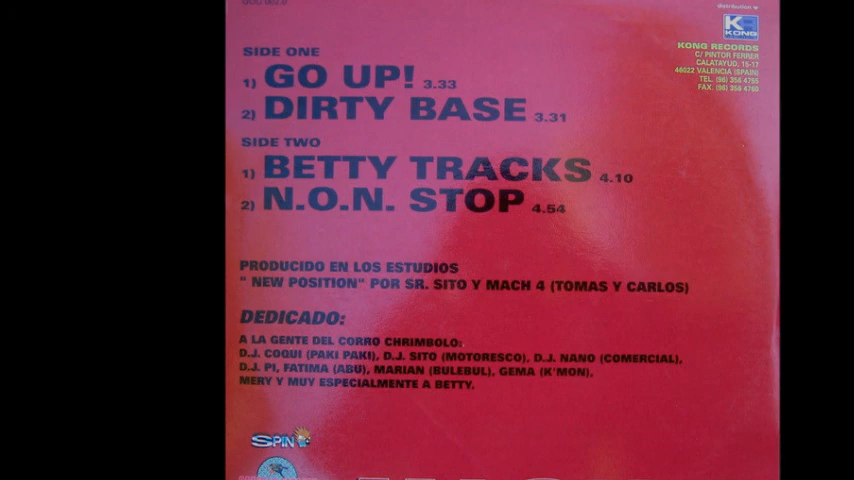 distribution
K
KONG
KONG RECORDS
C/ PINTOR FERRER
CALATAYUD, 15-17
46022 VALENCIA (SPAIN)
TEL. (96) 356 4755
FAX. (96) 356 4760
SIDE ONE
1) GO UP! 3.33
2) DIRTY BASE 3.31
SIDE TWO
1) BETTY TRACKS 4.10
2) N.O.N. STOP 4.54
PRODUCIDO EN LOS ESTUDIOS
" NEW POSITION" POR SR. SITO Y MACH 4 (TOMAS Y CARLOS)
DEDICADO:
A LA GENTE DEL CORRO CHRIMBOLO:
D.J. COQUI (PAKI PAKI), D.J. SITO (MOTORESCO), D.J. NANO (COMERCIAL),
D.J. PI, FATIMA (ABU), MARIAN (BULEBUL), GEMA (K'MON),
MERY Y MUY ESPECIALMENTE A BETTY.
SPIN